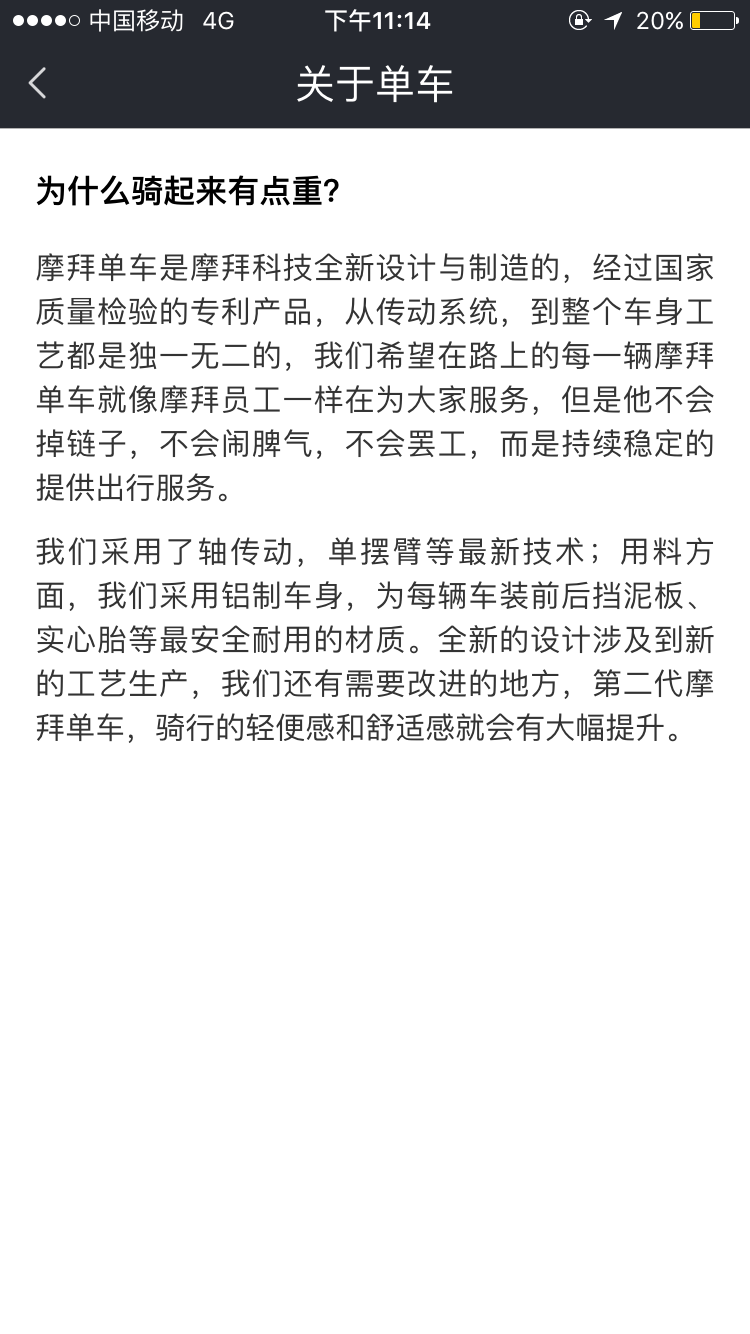 中国移动 4G 下午11:14 20%
关于单车
为什么骑起来有点重?
摩拜单车是摩拜科技全新设计与制造的，经过国家
质量检验的专利产品，从传动系统，到整个车身工
艺都是独一无二的，我们希望在路上的每一辆摩拜
单车就像摩拜员工一样在为大家服务，但是他不会
掉链子，不会闹脾气，不会罢工，而是持续稳定的
提供出行服务。
我们采用了轴传动，单摆臂等最新技术；用料方
面，我们采用铝制车身，为每辆车装前后挡泥板、
实心胎等最安全耐用的材质。全新的设计涉及到新
的工艺生产，我们还有需要改进的地方，第二代摩
拜单车，骑行的轻便感和舒适感就会有大幅提升。